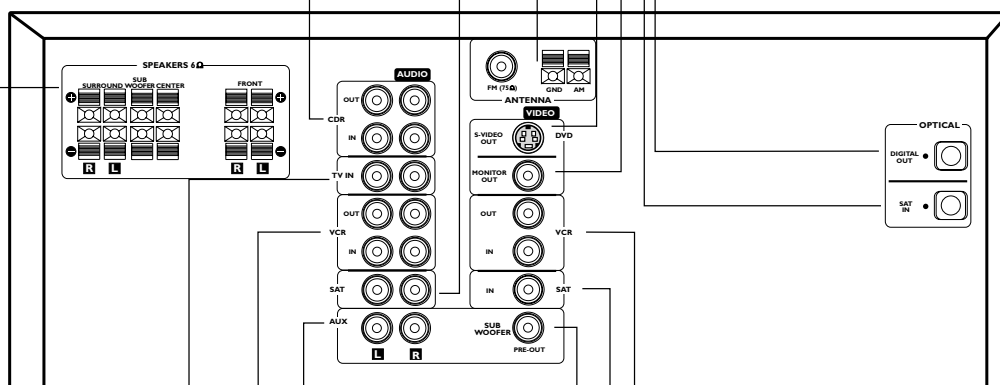 SPEAKERS 6Ω
SURROUND SUB WOOFER CENTER FRONT
+ +
- -
R L R L
AUDIO
CDR
OUT
IN
TV IN
VCR
OUT
IN
SAT
AUX
L R
FM (75Ω) GND AM
ANTENNA
VIDEO
S-VIDEO OUT DVD
MONITOR OUT
OUT
VCR
IN
IN SAT
SUB WOOFER
PRE-OUT
OPTICAL
DIGITAL OUT
SAT IN